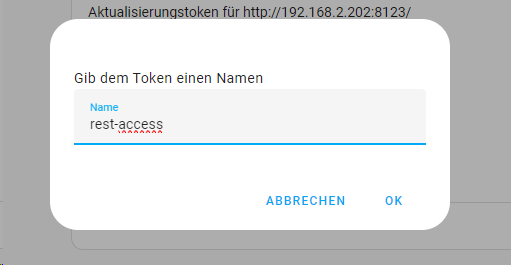 Aktualisierungstoken für http://192.168.2.202:8123/
Gib dem Token einen Namen
Name
rest-access
ABBRECHEN OK